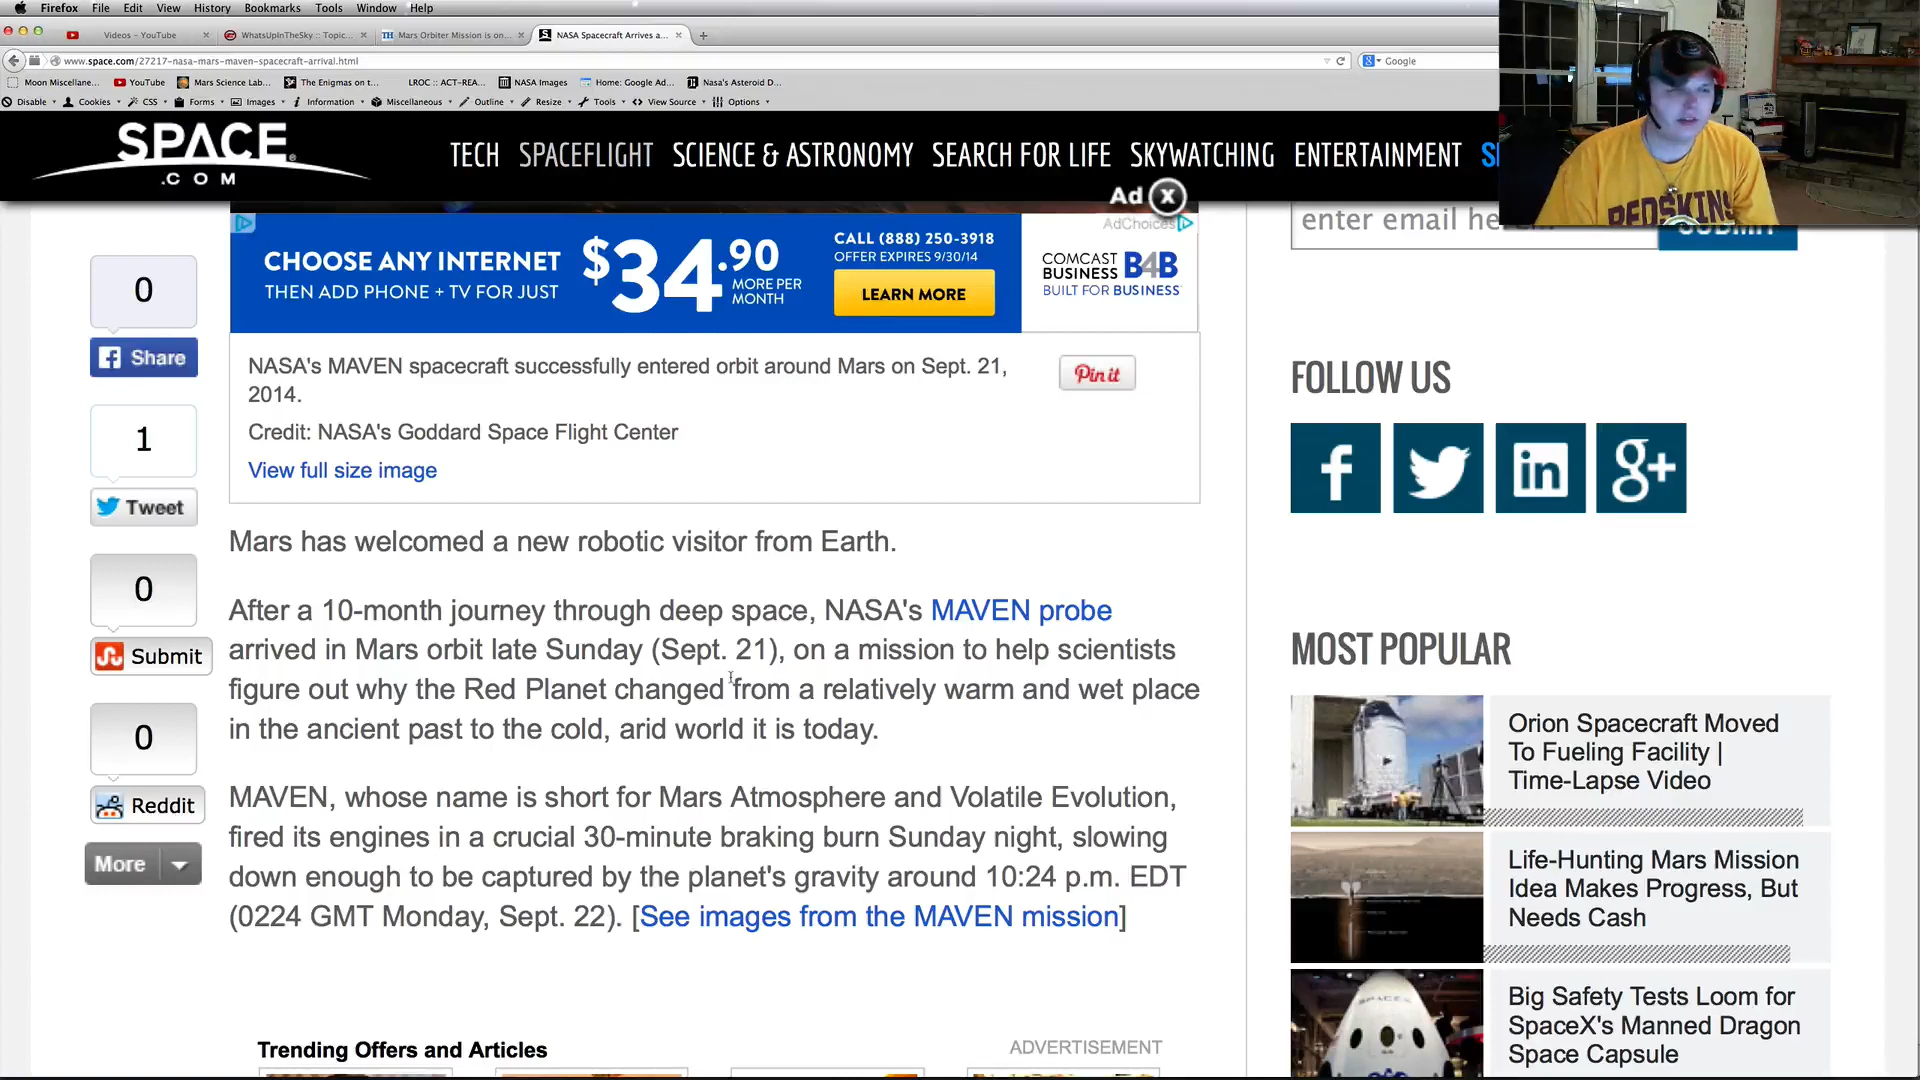 Firefox File Edit View History Bookmarks Tools Window Help
Videos - YouTube WhatsUpInTheSky :: Topic... Mars Orbiter Mission is on... NASA Spacecraft Arrives a...
www.space.com/27217-nasa-mars-maven-spacecraft-arrival.html Google
Moon Miscellane... YouTube Mars Science Lab... The Enigmas on t... LROC :: ACT-REA... NASA Images Home: Google Ad... Nasa's Asteroid D...
Disable Cookies CSS Forms Images Information Miscellaneous Outline Resize Tools View Source Options
SPACE
.COM
TECH SPACEFLIGHT SCIENCE & ASTRONOMY SEARCH FOR LIFE SKYWATCHING ENTERTAINMENT
REDSKINS
Ad X
AdChoices
CHOOSE ANY INTERNET
THEN ADD PHONE + TV FOR JUST
$34.90
MORE PER
MONTH
CALL (888) 250-3918
OFFER EXPIRES 9/30/14
LEARN MORE
COMCAST
BUSINESS B4B
BUILT FOR BUSINESS
enter email he
SUBMIT
0
Share
1
Tweet
0
Submit
0
Reddit
More
NASA's MAVEN spacecraft successfully entered orbit around Mars on Sept. 21,
2014.
Pin it
Credit: NASA's Goddard Space Flight Center
View full size image
Mars has welcomed a new robotic visitor from Earth.
After a 10-month journey through deep space, NASA's MAVEN probe
arrived in Mars orbit late Sunday (Sept. 21), on a mission to help scientists
figure out why the Red Planet changed from a relatively warm and wet place
in the ancient past to the cold, arid world it is today.
MAVEN, whose name is short for Mars Atmosphere and Volatile Evolution,
fired its engines in a crucial 30-minute braking burn Sunday night, slowing
down enough to be captured by the planet's gravity around 10:24 p.m. EDT
(0224 GMT Monday, Sept. 22). [See images from the MAVEN mission]
Trending Offers and Articles
ADVERTISEMENT
FOLLOW US
f in g+
MOST POPULAR
Orion Spacecraft Moved
To Fueling Facility |
Time-Lapse Video
Life-Hunting Mars Mission
Idea Makes Progress, But
Needs Cash
SPACEX
Big Safety Tests Loom for
SpaceX's Manned Dragon
Space Capsule